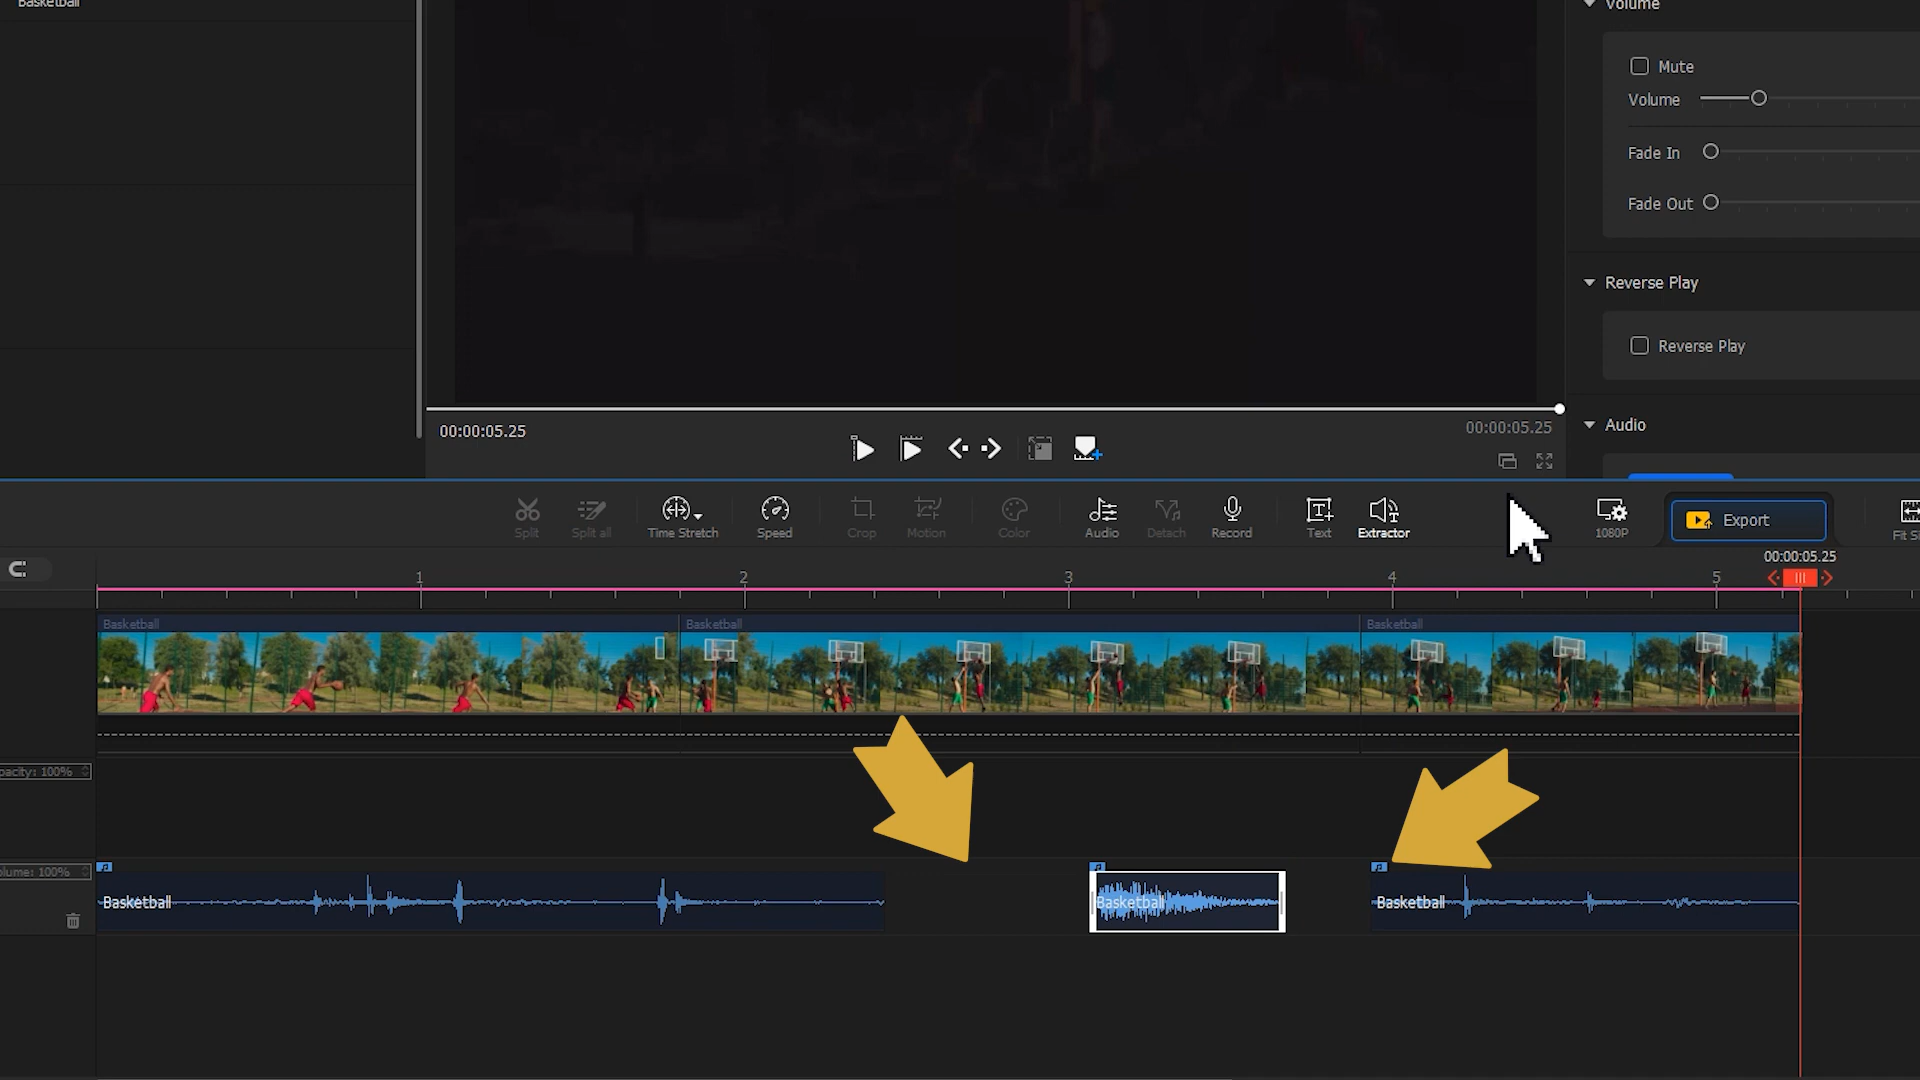 Basketball
Volume
Mute
Volume
Fade In
Fade Out
Reverse Play
Reverse Play
Audio
00:00:05.25
00:00:05.25
Split
Split all
Time Stretch
Speed
Crop
Motion
Color
Audio
Detach
Record
Text
Extractor
1080P
Export
Fit Si
00:00:05.25
1
2
3
4
5
Basketball
Basketball
Basketball
pacity: 100%
olume: 100%
Basketball
Basketball
Basketball